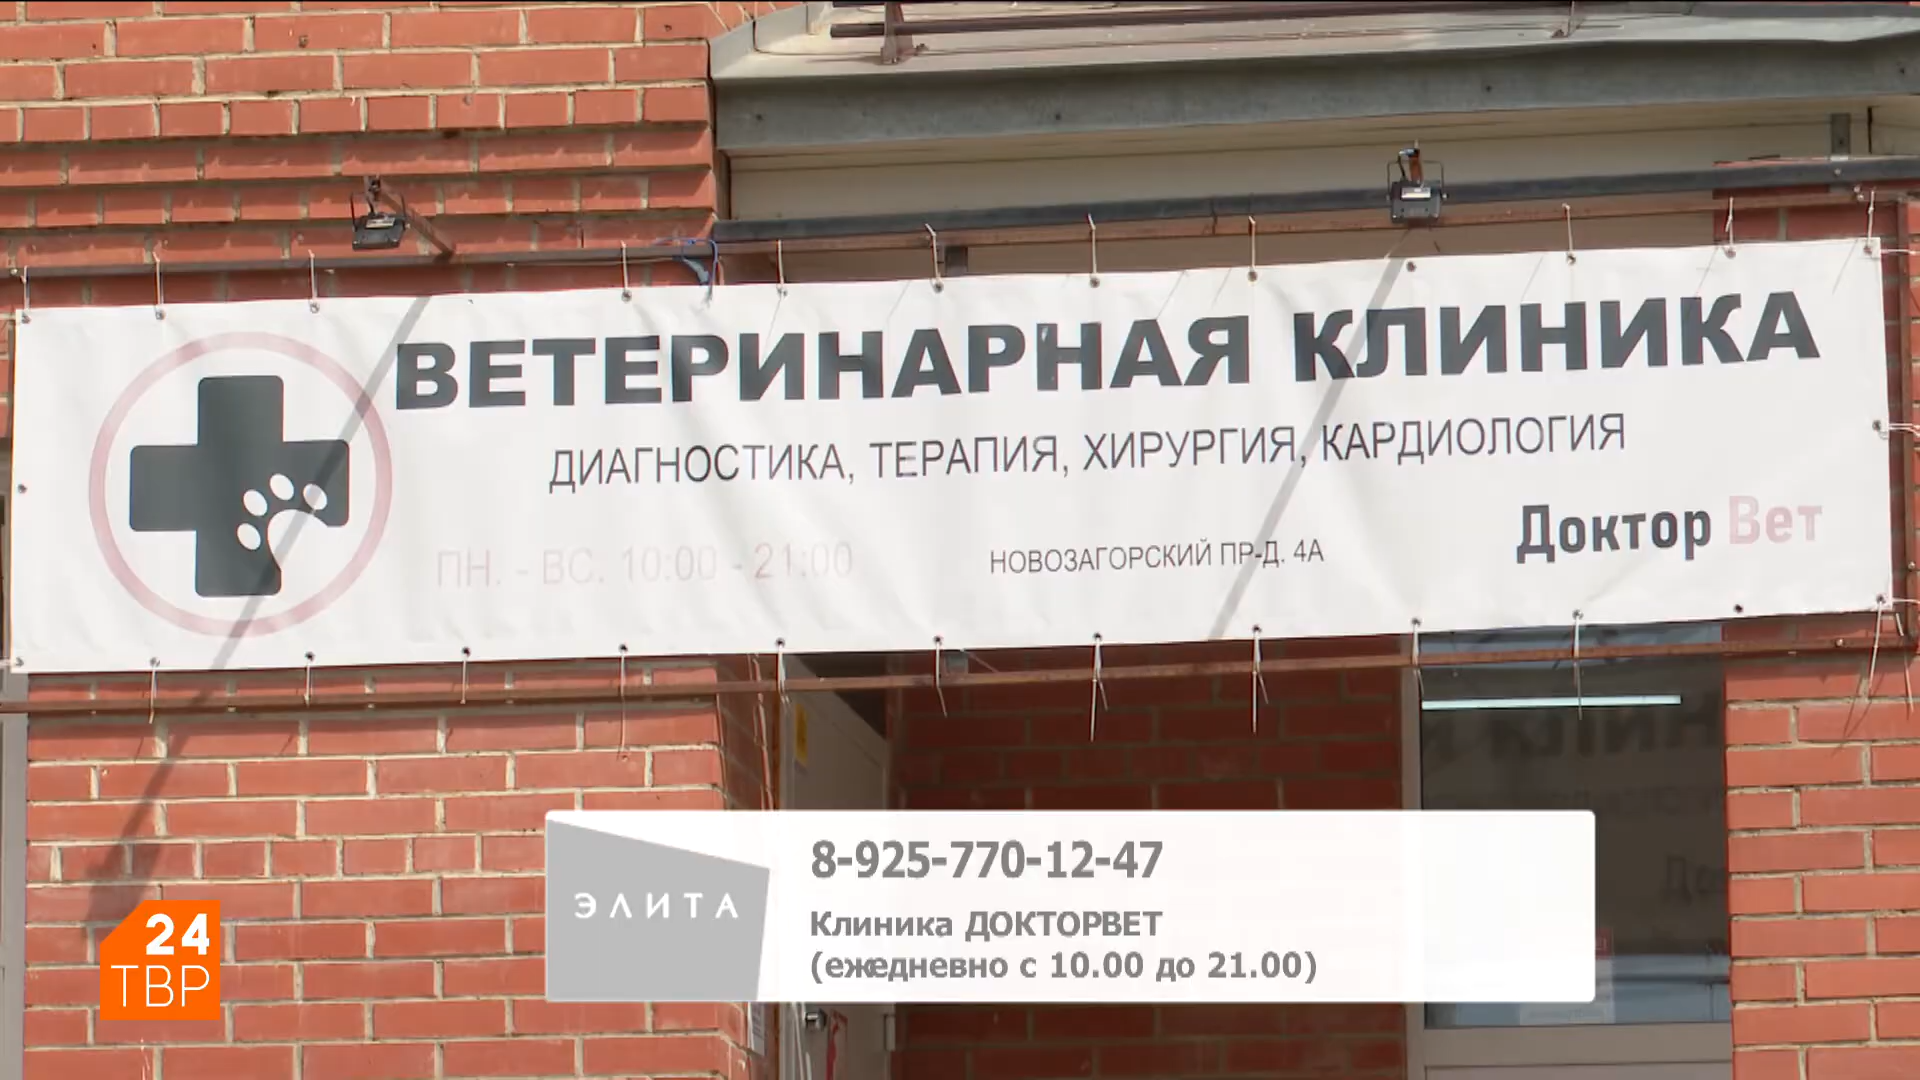 ВЕТЕРИНАРНАЯ КЛИНИКА
ДИАГНОСТИКА, ТЕРАПИЯ, ХИРУРГИЯ, КАРДИОЛОГИЯ
ПН. - ВС. 10:00 - 21:00
НОВОЗАГОРСКИЙ ПР-Д. 4А
Доктор Вет
ЭЛИТА
8-925-770-12-47
Клиника ДОКТОРВЕТ
(ежедневно с 10.00 до 21.00)
24
ТВР